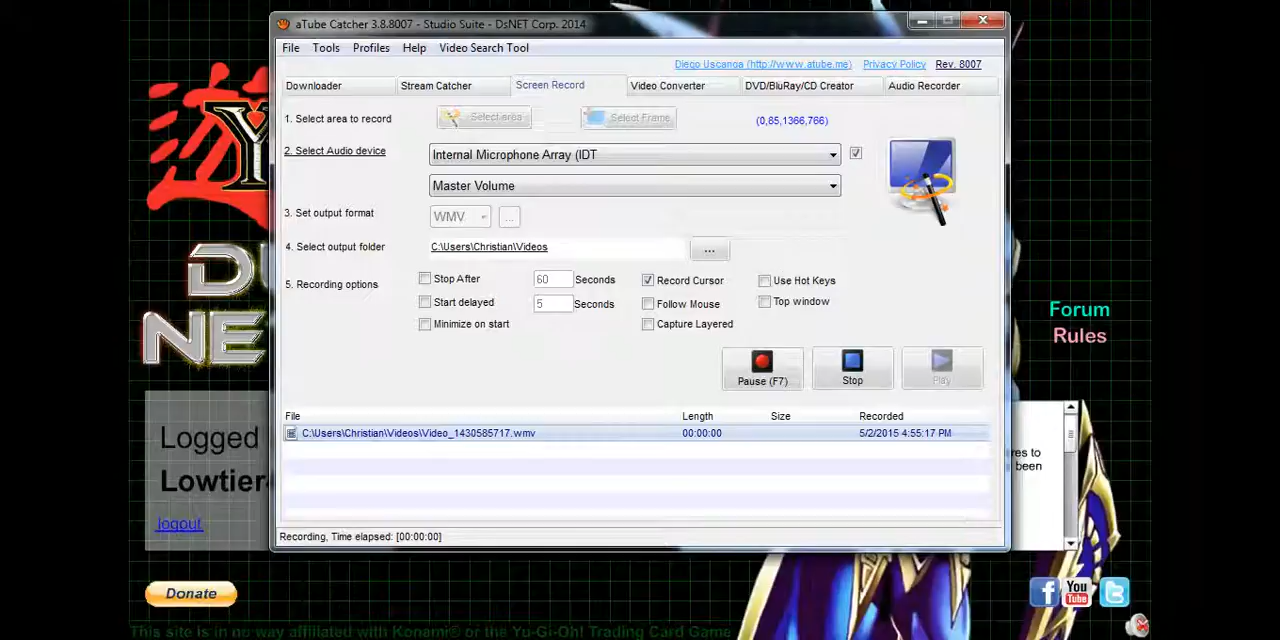 aTube Catcher 3.8.8007 - Studio Suite - DsNET Corp. 2014
File Tools Profiles Help Video Search Tool
Diego Uscanga (http://www.atube.me) Privacy Policy Rev. 8007
Downloader Stream Catcher Screen Record Video Converter DVD/BluRay/CD Creator Audio Recorder
1. Select area to record Select area Select Frame (0,85,1366,766)
2. Select Audio device Internal Microphone Array (IDT
Master Volume
3. Set output format WMV ...
4. Select output folder C:\Users\Christian\Videos ...
5. Recording options
Stop After 60 Seconds Record Cursor Use Hot Keys
Start delayed 5 Seconds Follow Mouse Top window
Minimize on start Capture Layered
Pause (F7) Stop Play
File Length Size Recorded
C:\Users\Christian\Videos\Video_1430585717.wmv 00:00:00 5/2/2015 4:55:17 PM
Recording, Time elapsed: [00:00:00]
Forum
Rules
Logged
Lowtier
logout
res to
been
Donate
f You Tube
This site is in no way affiliated with Konami® or the Yu-Gi-Oh! Trading Card Game